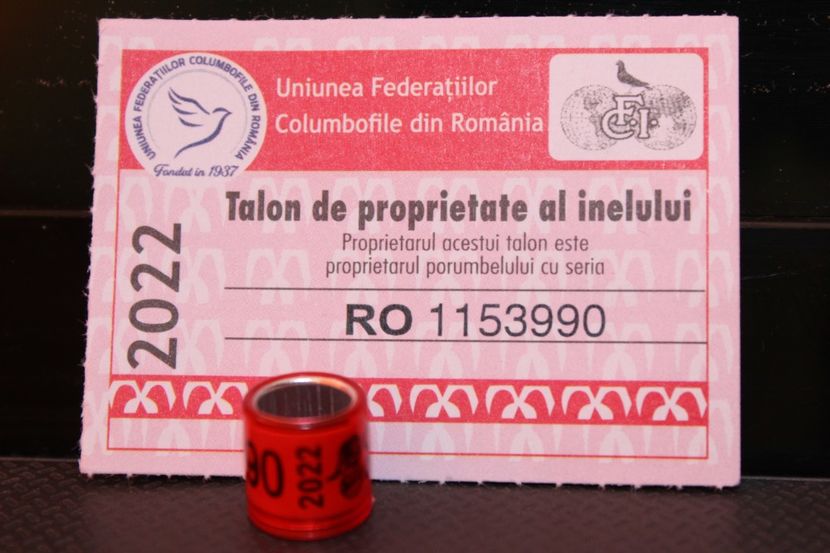 UNIUNEA FEDERAȚIILOR COLUMBOFILE DIN ROMÂNIA
Fondat în 1937
Uniunea Federațiilor
Columbofile din România
FCI
2022
Talon de proprietate al inelului
Proprietarul acestui talon este
proprietarul porumbelului cu seria
RO 1153990
90 2022